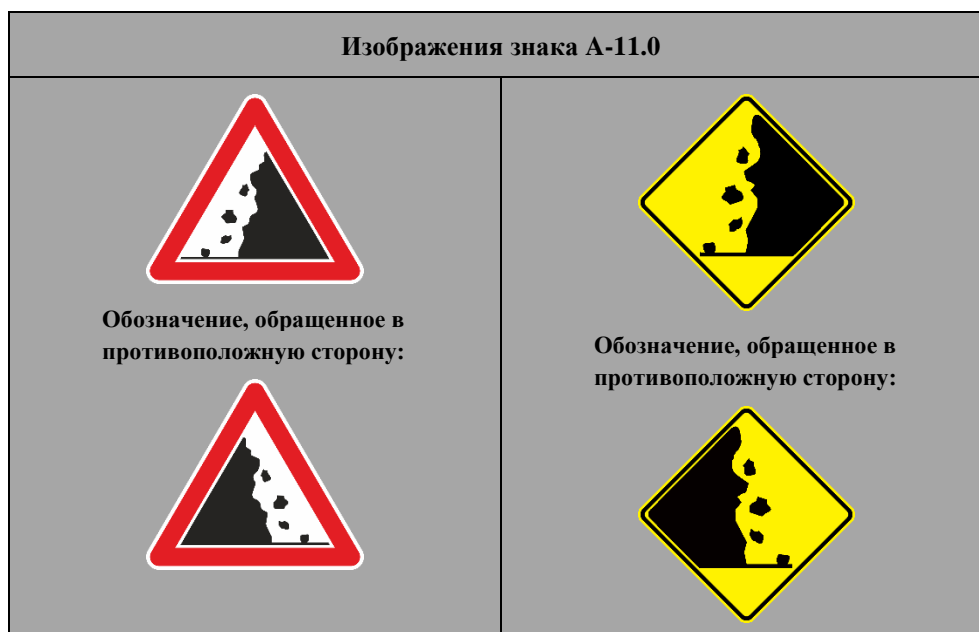 Изображения знака A-11.0
Обозначение, обращенное в
противоположную сторону:
Обозначение, обращенное в
противоположную сторону: